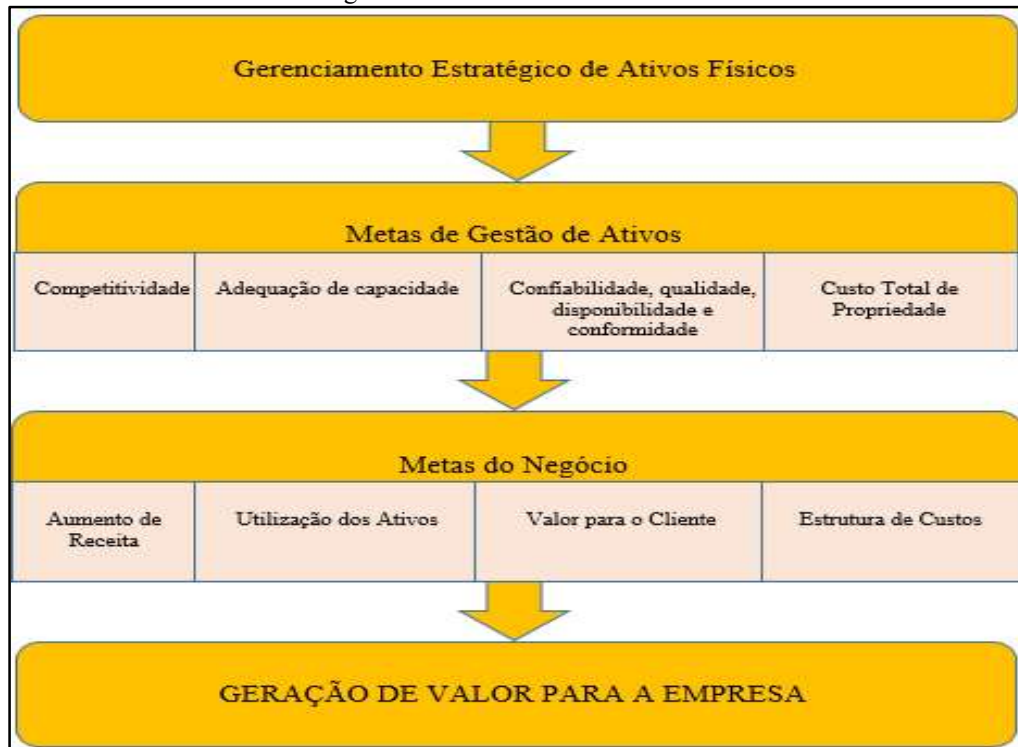 Gerenciamento Estratégico de Ativos Físicos
Metas de Gestão de Ativos
Competitividade
Adequação de capacidade
Confiabilidade, qualidade,
disponibilidade e
conformidade
Custo Total de
Propriedade
Metas do Negócio
Aumento de
Receita
Utilização dos Ativos
Valor para o Cliente
Estrutura de Custos
GERAÇÃO DE VALOR PARA A EMPRESA